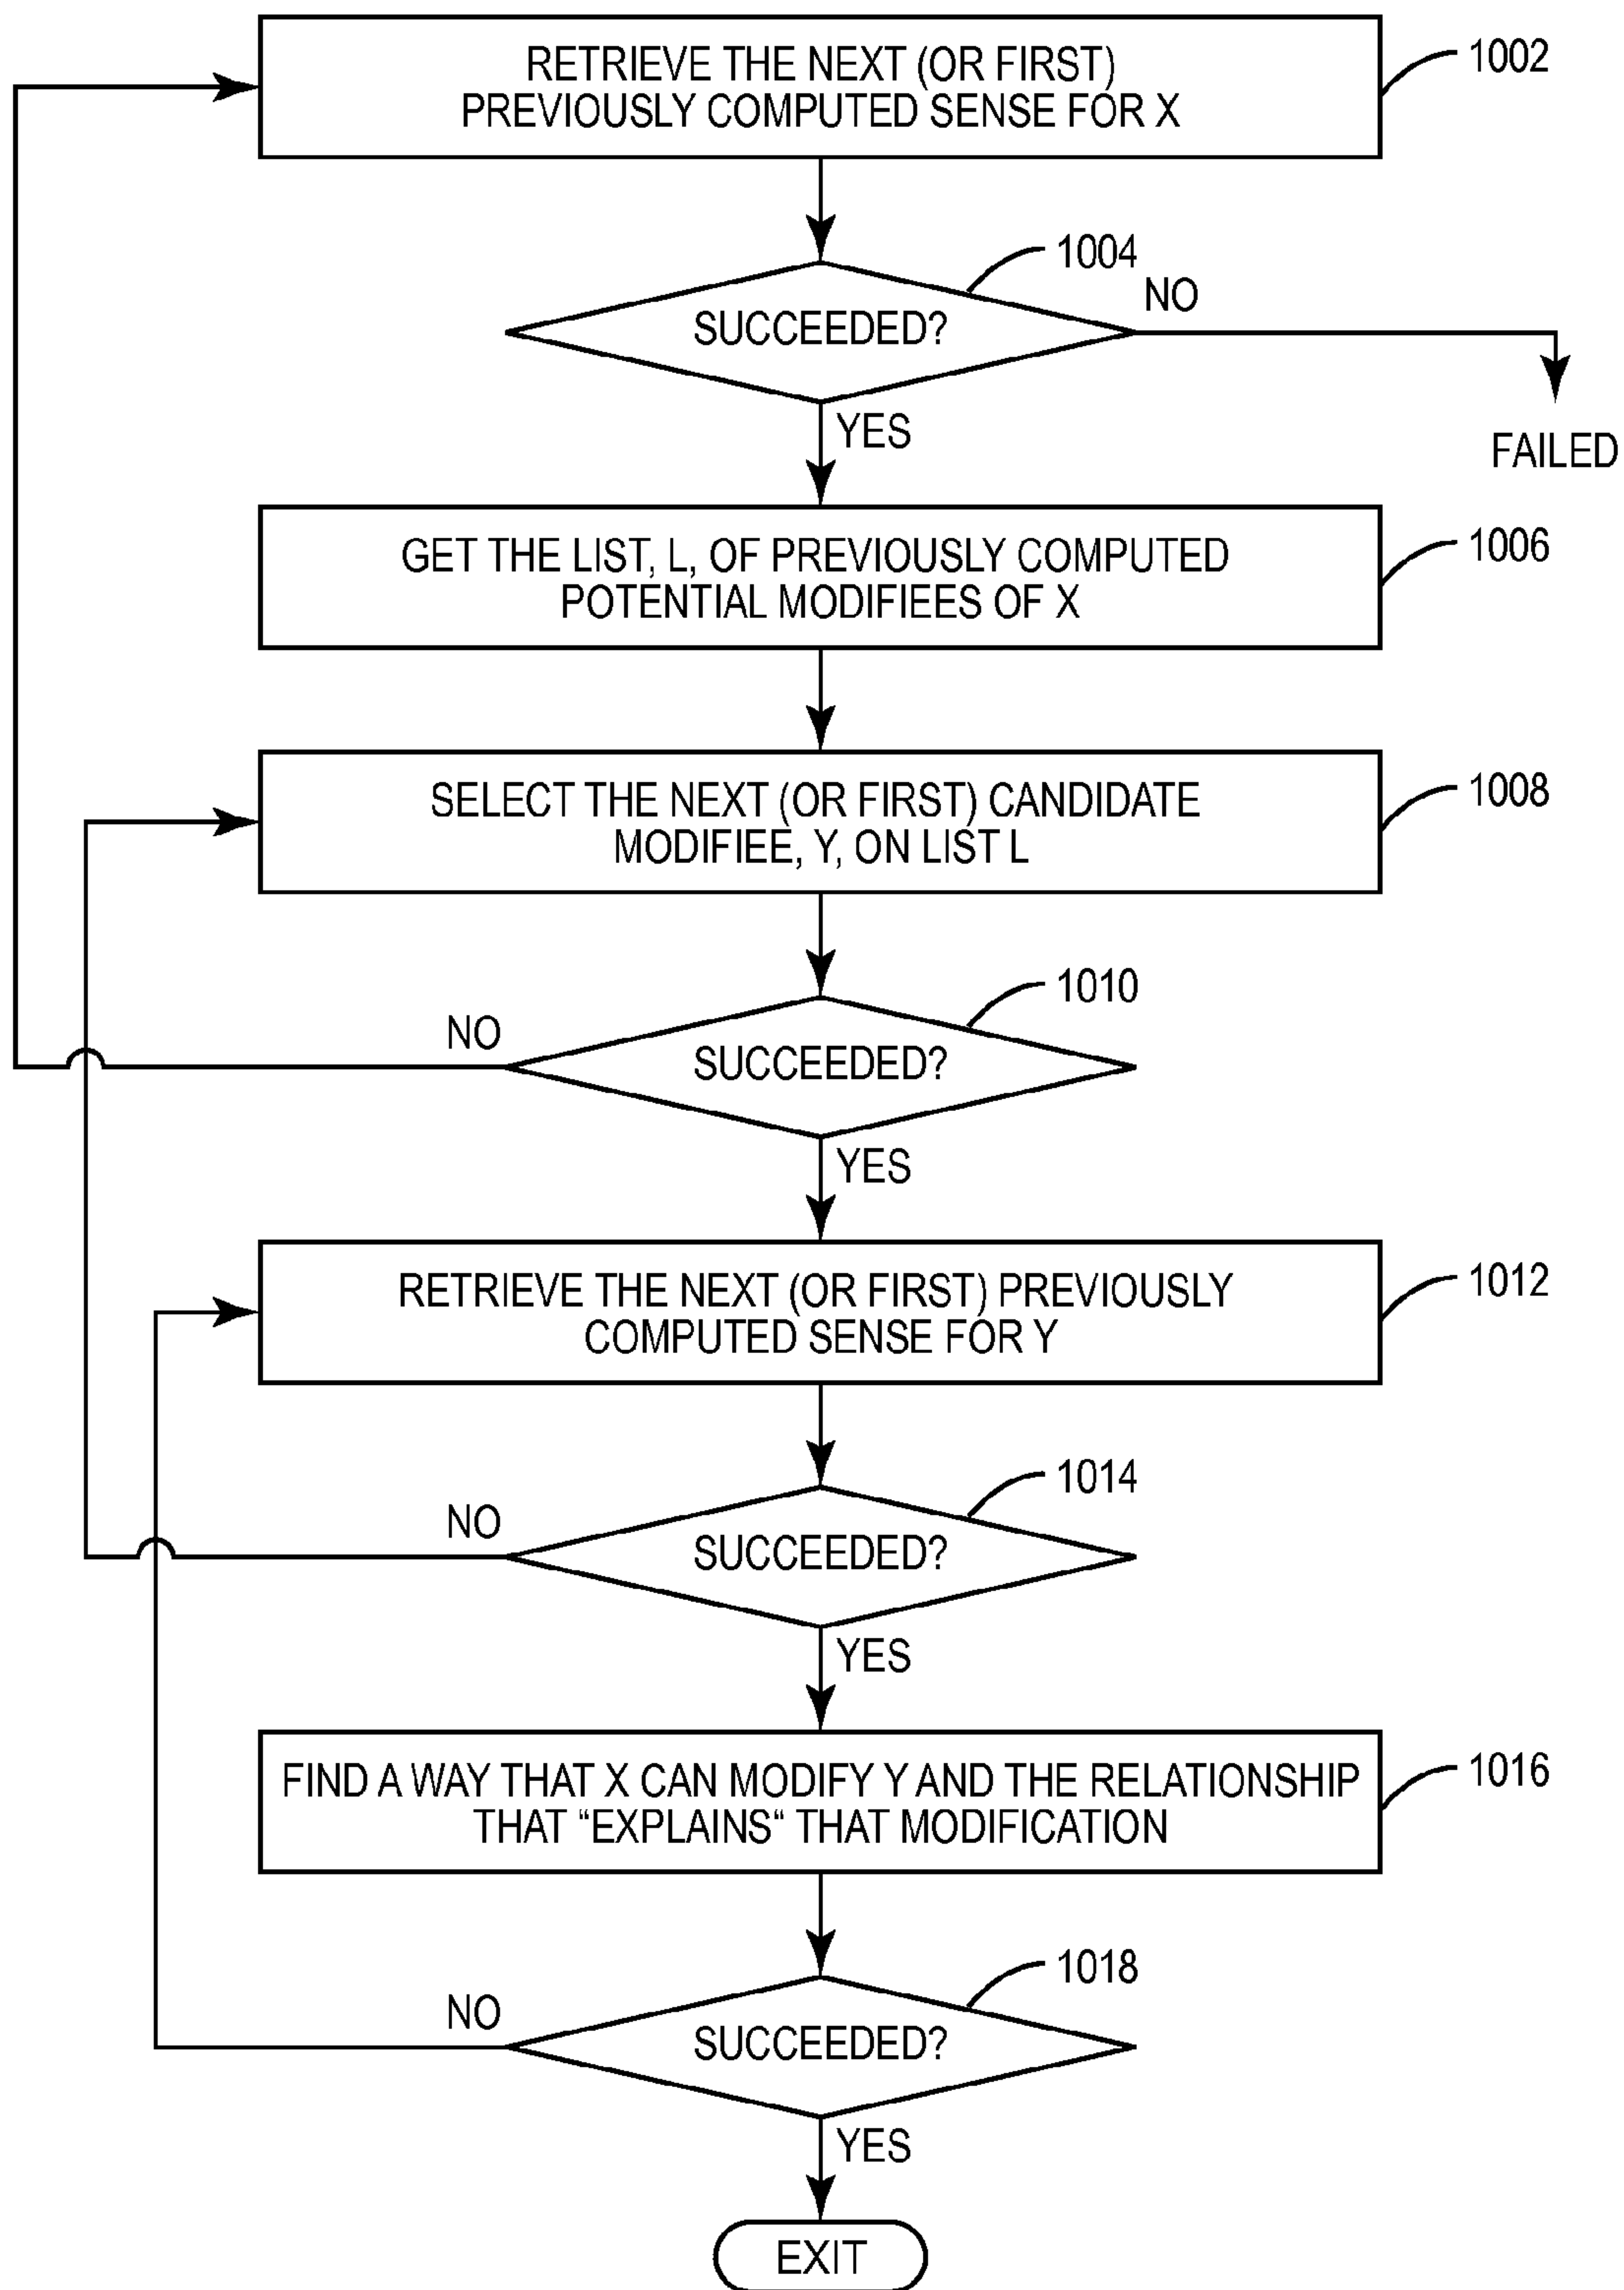 RETRIEVE THE NEXT (OR FIRST)
PREVIOUSLY COMPUTED SENSE FOR X
1002
1004
SUCCEEDED?
NO
YES
FAILED
GET THE LIST, L, OF PREVIOUSLY COMPUTED
POTENTIAL MODIFIEES OF X
1006
SELECT THE NEXT (OR FIRST) CANDIDATE
MODIFIEE, Y, ON LIST L
1008
1010
NO
SUCCEEDED?
YES
RETRIEVE THE NEXT (OR FIRST) PREVIOUSLY
COMPUTED SENSE FOR Y
1012
1014
NO
SUCCEEDED?
YES
FIND A WAY THAT X CAN MODIFY Y AND THE RELATIONSHIP
THAT “EXPLAINS“ THAT MODIFICATION
1016
1018
NO
SUCCEEDED?
YES
EXIT